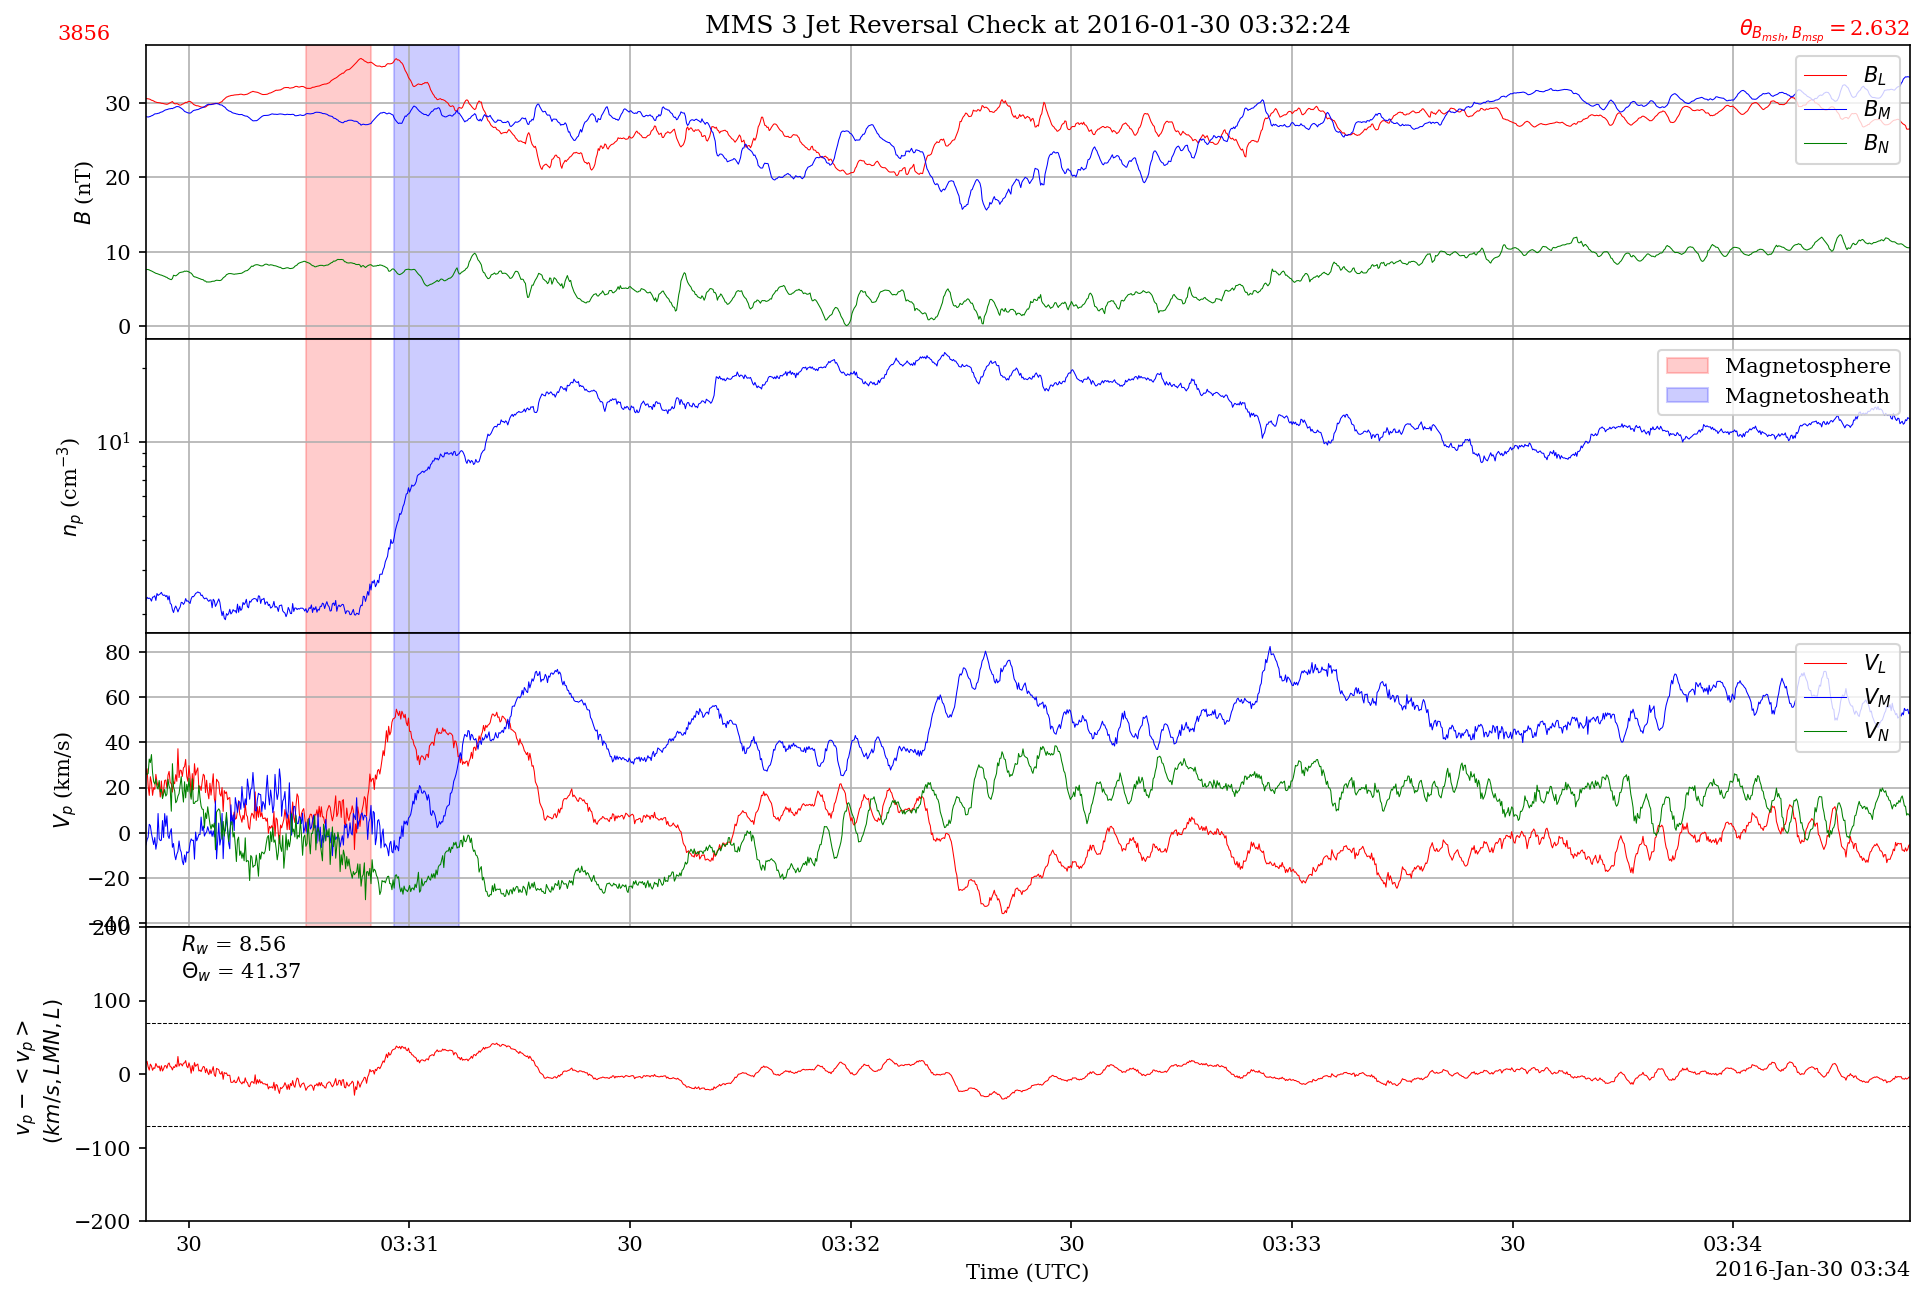 3856
MMS 3 Jet Reversal Check at 2016-01-30 03:32:24
θ_{B_{msh}, B_{msp}} = 2.632
B (nT)
30
20
10
0
B_L
B_M
B_N
n_p (cm^{−3})
10^1
Magnetosphere
Magnetosheath
V_p (km/s)
80
60
40
20
0
−20
−40
V_L
V_M
V_N
v_p − < v_p >
(km/s, LMN, L)
200
100
0
−100
−200
R_w = 8.56
Θ_w = 41.37
30 03:31 30 03:32 30 03:33 30 03:34
Time (UTC)
2016-Jan-30 03:34